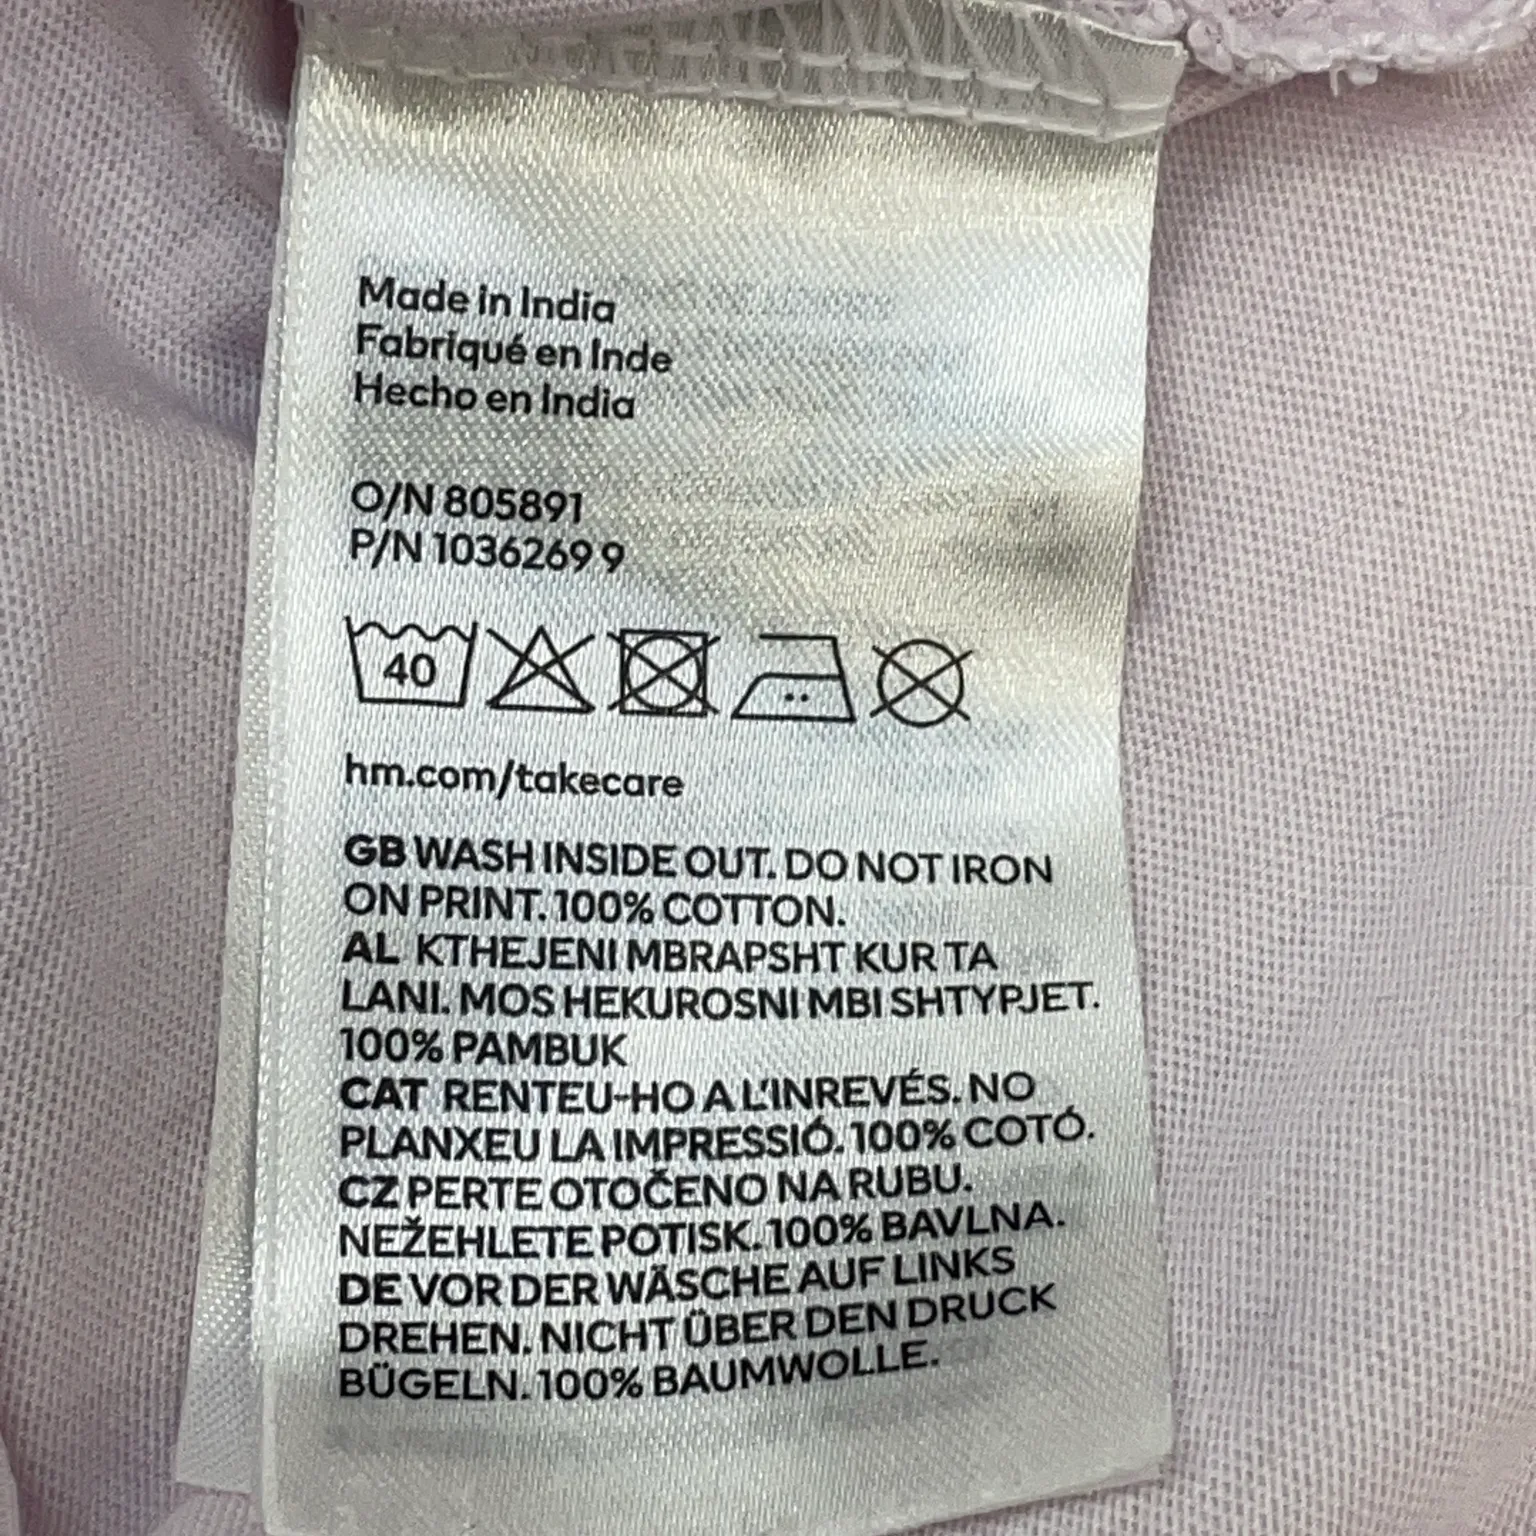 Made in India
Fabriqué en Inde
Hecho en India
O/N 805891
P/N 1036269 9
40
hm.com/takecare
GB WASH INSIDE OUT. DO NOT IRON
ON PRINT. 100% COTTON.
AL KTHEJENI MBRAPSHT KUR TA
LANI. MOS HEKUROSNI MBI SHTYPJET.
100% PAMBUK
CAT RENTEU-HO A L'INREVÉS. NO
PLANXEU LA IMPRESSIÓ. 100% COTÓ.
CZ PERTE OTOČENO NA RUBU.
NEŽEHLETE POTISK. 100% BAVLNA.
DE VOR DER WÄSCHE AUF LINKS
DREHEN. NICHT ÜBER DEN DRUCK
BÜGELN. 100% BAUMWOLLE.